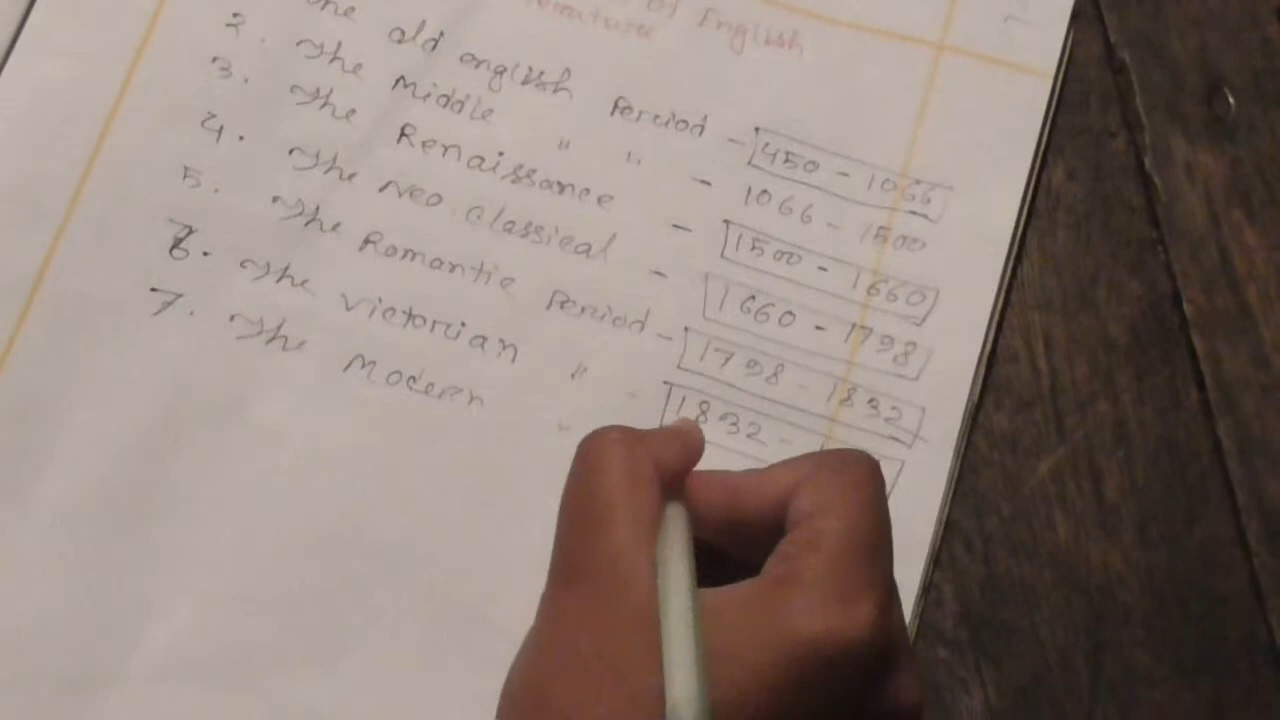 of English
The old english Period - 450 - 1066
2. The Middle " " - 1066 - 1500
3. The Renaissance - 1500 - 1660
4. The Neo classical - 1660 - 1798
5. The Romantic Period - 1798 - 1832
6. The Victorian " - 1832 -
7. The Modern "